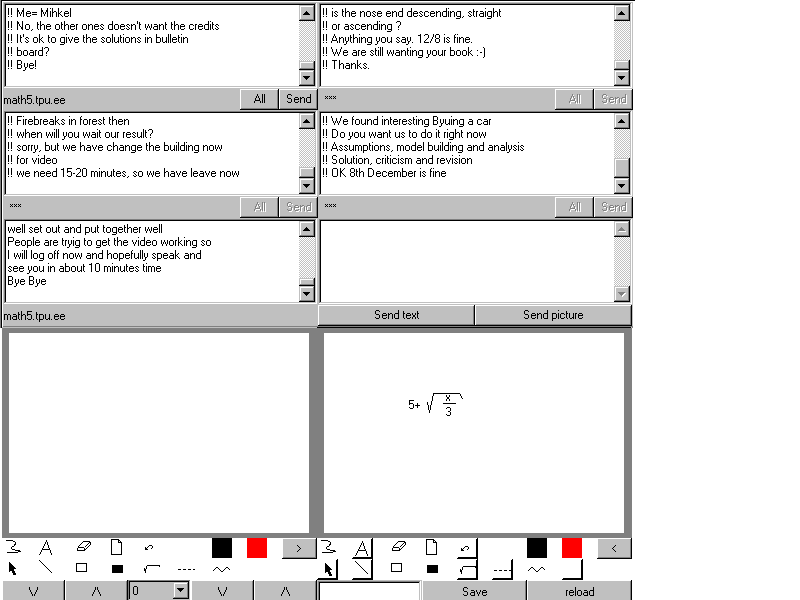 !! Me= Mihkel
!! No, the other ones doesn't want the credits
!! It's ok to give the solutions in bulletin
!! board?
!! Bye!
math5.tpu.ee
All
Send
!! is the nose end descending, straight
!! or ascending ?
!! Anything you say. 12/8 is fine.
!! We are still wanting your book :-)
!! Thanks.
***
All
Send
!! Firebreaks in forest then
!! when will you wait our result?
!! sorry, but we have change the building now
!! for video
!! we need 15-20 minutes, so we have leave now
***
All
Send
!! We found interesting Byuing a car
!! Do you want us to do it right now
!! Assumptions, model building and analysis
!! Solution, criticism and revision
!! OK 8th December is fine
***
All
Send
well set out and put together well
People are tryig to get the video working so
I will log off now and hopefully speak and
see you in about 10 minutes time
Bye Bye
math5.tpu.ee
Send text
Send picture
5+ √ x
3
A
>
A
<
\/
/\
0
\/
/\
Save
reload